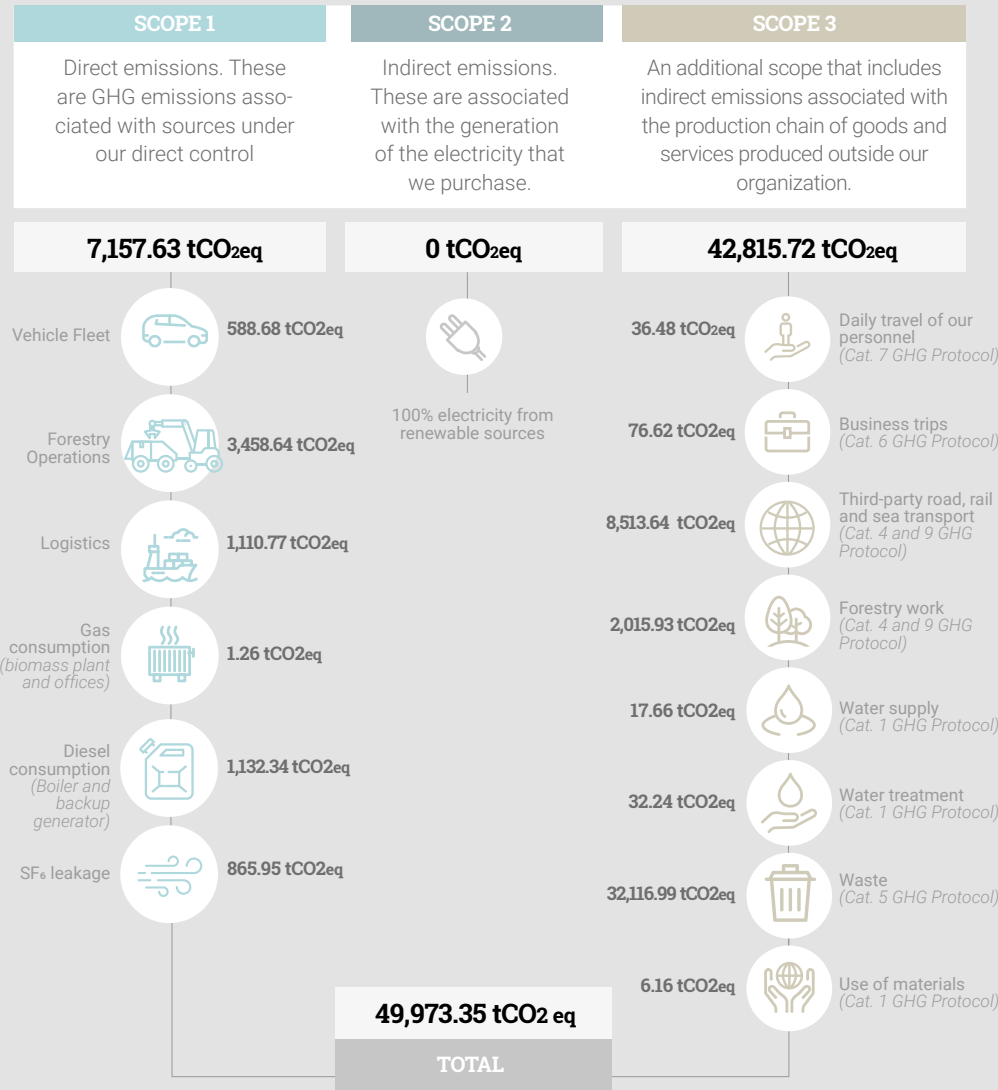 SCOPE 1
Direct emissions. These
are GHG emissions asso-
ciated with sources under
our direct control
7,157.63 tCO2eq
Vehicle Fleet
588.68 tCO2eq
Forestry
Operations
3,458.64 tCO2eq
Logistics
1,110.77 tCO2eq
Gas
consumption
(biomass plant
and offices)
1.26 tCO2eq
Diesel
consumption
(Boiler and
backup
generator)
1,132.34 tCO2eq
SF₆ leakage
865.95 tCO2eq
SCOPE 2
Indirect emissions.
These are associated
with the generation
of the electricity that
we purchase.
0 tCO2eq
100% electricity from
renewable sources
SCOPE 3
An additional scope that includes
indirect emissions associated with
the production chain of goods and
services produced outside our
organization.
42,815.72 tCO2eq
36.48 tCO2eq
Daily travel of our
personnel
(Cat. 7 GHG Protocol)
76.62 tCO2eq
Business trips
(Cat. 6 GHG Protocol)
8,513.64 tCO2eq
Third-party road, rail
and sea transport
(Cat. 4 and 9 GHG
Protocol)
2,015.93 tCO2eq
Forestry work
(Cat. 4 and 9 GHG
Protocol)
17.66 tCO2eq
Water supply
(Cat. 1 GHG Protocol)
32.24 tCO2eq
Water treatment
(Cat. 1 GHG Protocol)
32,116.99 tCO2eq
Waste
(Cat. 5 GHG Protocol)
6.16 tCO2eq
Use of materials
(Cat. 1 GHG Protocol)
49,973.35 tCO2 eq
TOTAL